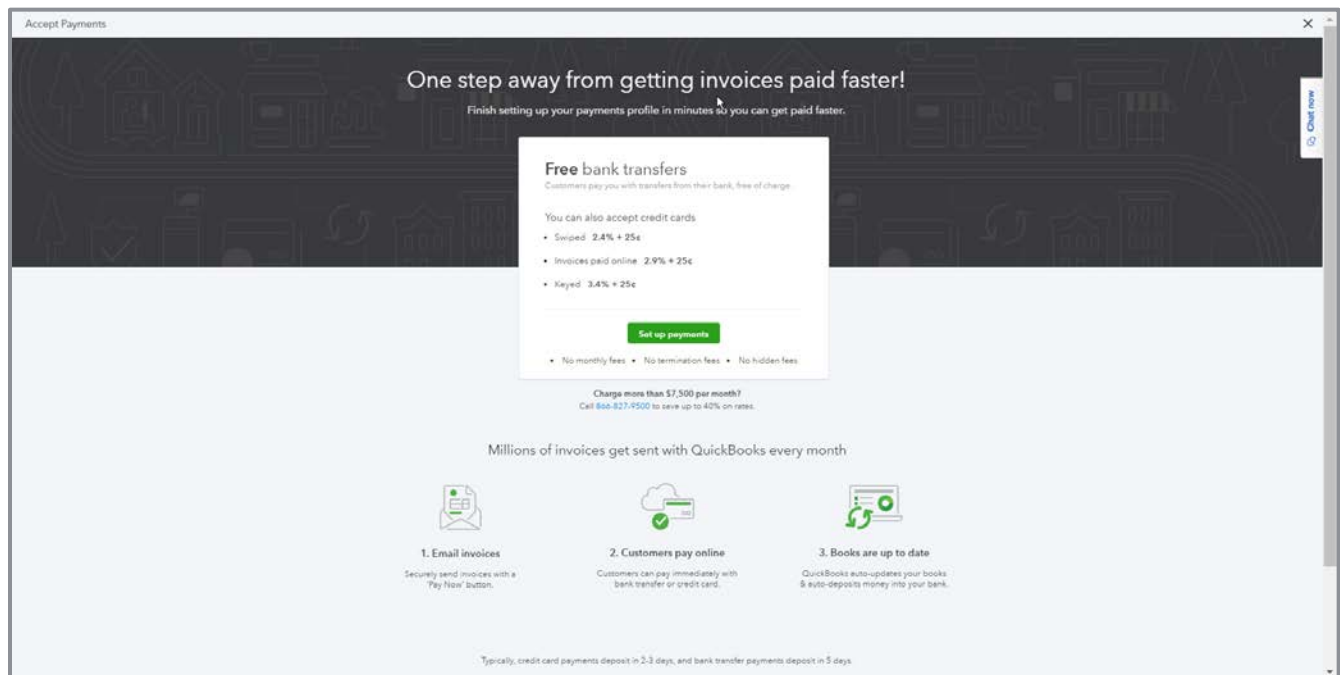 Accept Payments
One step away from getting invoices paid faster!
Finish setting up your payments profile in minutes so you can get paid faster.
Chat now
Free bank transfers
Customers pay you with transfers from their bank, free of charge.
You can also accept credit cards
• Swiped 2.4% + 25¢
• Invoices paid online 2.9% + 25¢
• Keyed 3.4% + 25¢
Set up payments
• No monthly fees • No termination fees • No hidden fees
Charge more than $7,500 per month?
Call 866-827-9500 to save up to 40% on rates.
Millions of invoices get sent with QuickBooks every month
1. Email invoices
Securely send invoices with a
'Pay Now' button.
2. Customers pay online
Customers can pay immediately with
bank transfer or credit card.
3. Books are up to date
QuickBooks auto-updates your books
& auto-deposits money into your bank.
Typically, credit card payments deposit in 2-3 days, and bank transfer payments deposit in 5 days